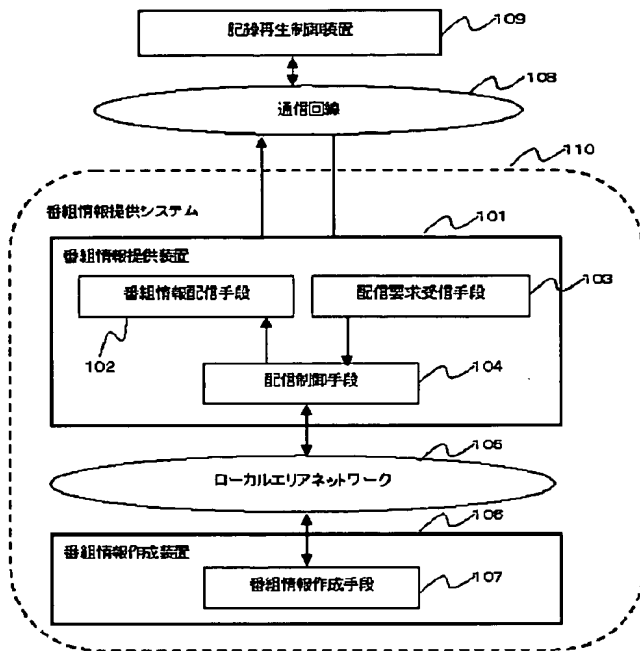 記録再生制御装置
109
通信回線
108
110
番組情報提供システム
101
番組情報提供装置
番組情報配信手段
配信要求受信手段
103
102
配信制御手段
104
105
ローカルエリアネットワーク
106
番組情報作成装置
番組情報作成手段
107